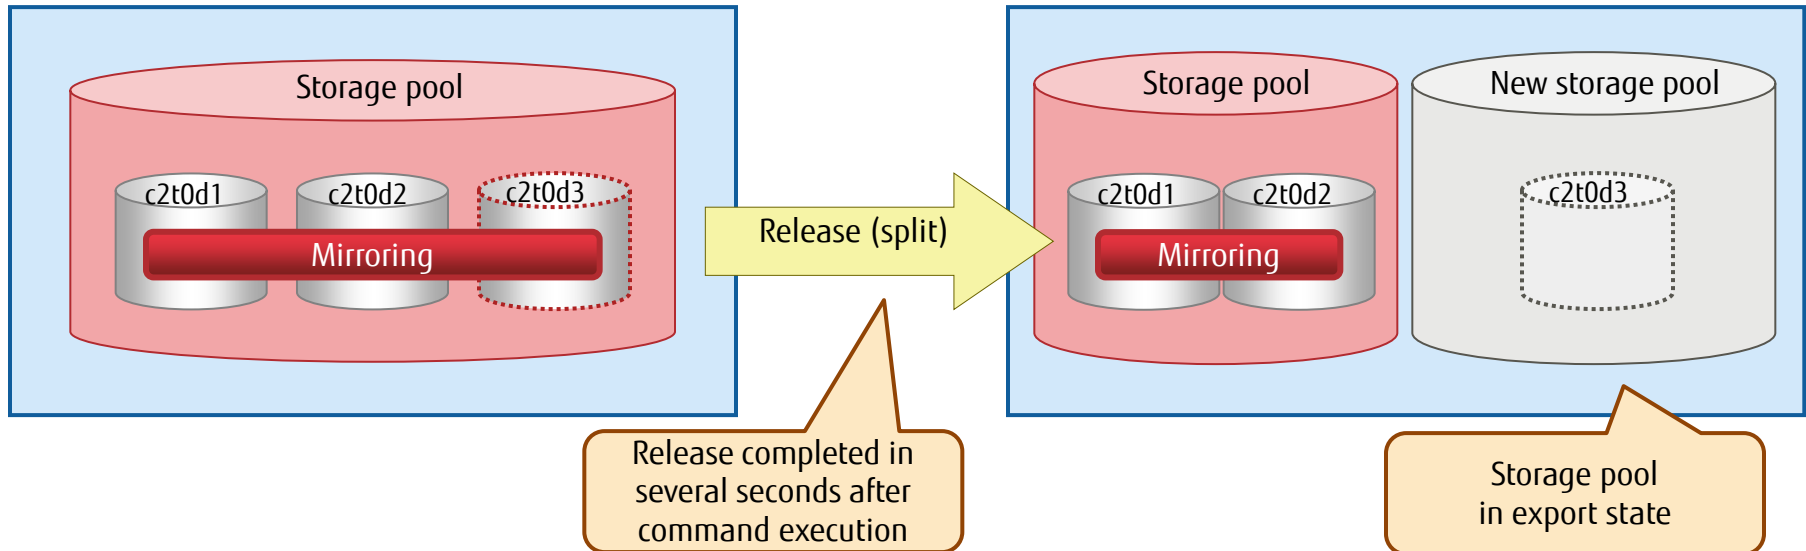 Storage pool
c2t0d1
c2t0d2
c2t0d3
Mirroring
Release (split)
Release completed in
several seconds after
command execution
Storage pool
c2t0d1
c2t0d2
Mirroring
New storage pool
c2t0d3
Storage pool
in export state